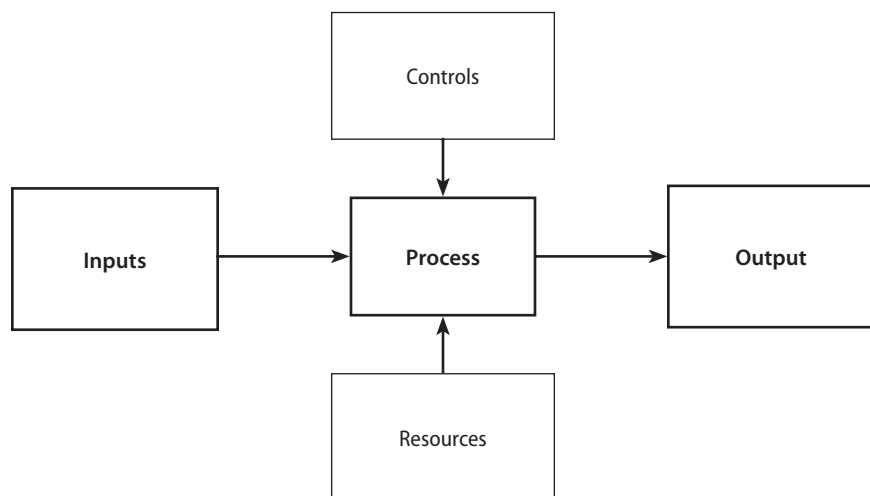 Controls
Inputs
Process
Output
Resources